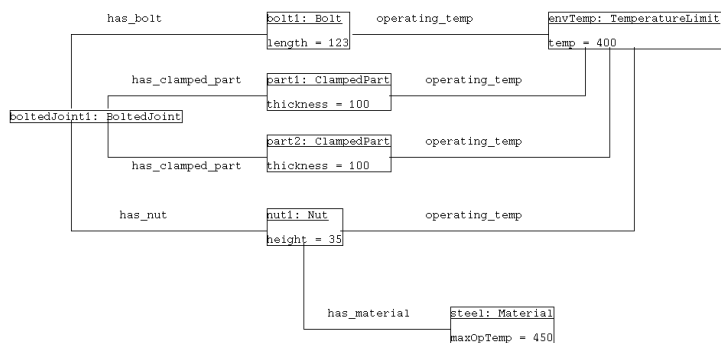 has_bolt
bolt1: Bolt
length = 123
operating_temp
envTemp: TemperatureLimit
temp = 400
has_clamped_part
part1: ClampedPart
thickness = 100
operating_temp
boltedJoint1: BoltedJoint
part2: ClampedPart
thickness = 100
operating_temp
has_clamped_part
has_nut
nut1: Nut
height = 35
operating_temp
has_material
steel: Material
maxOpTemp = 450